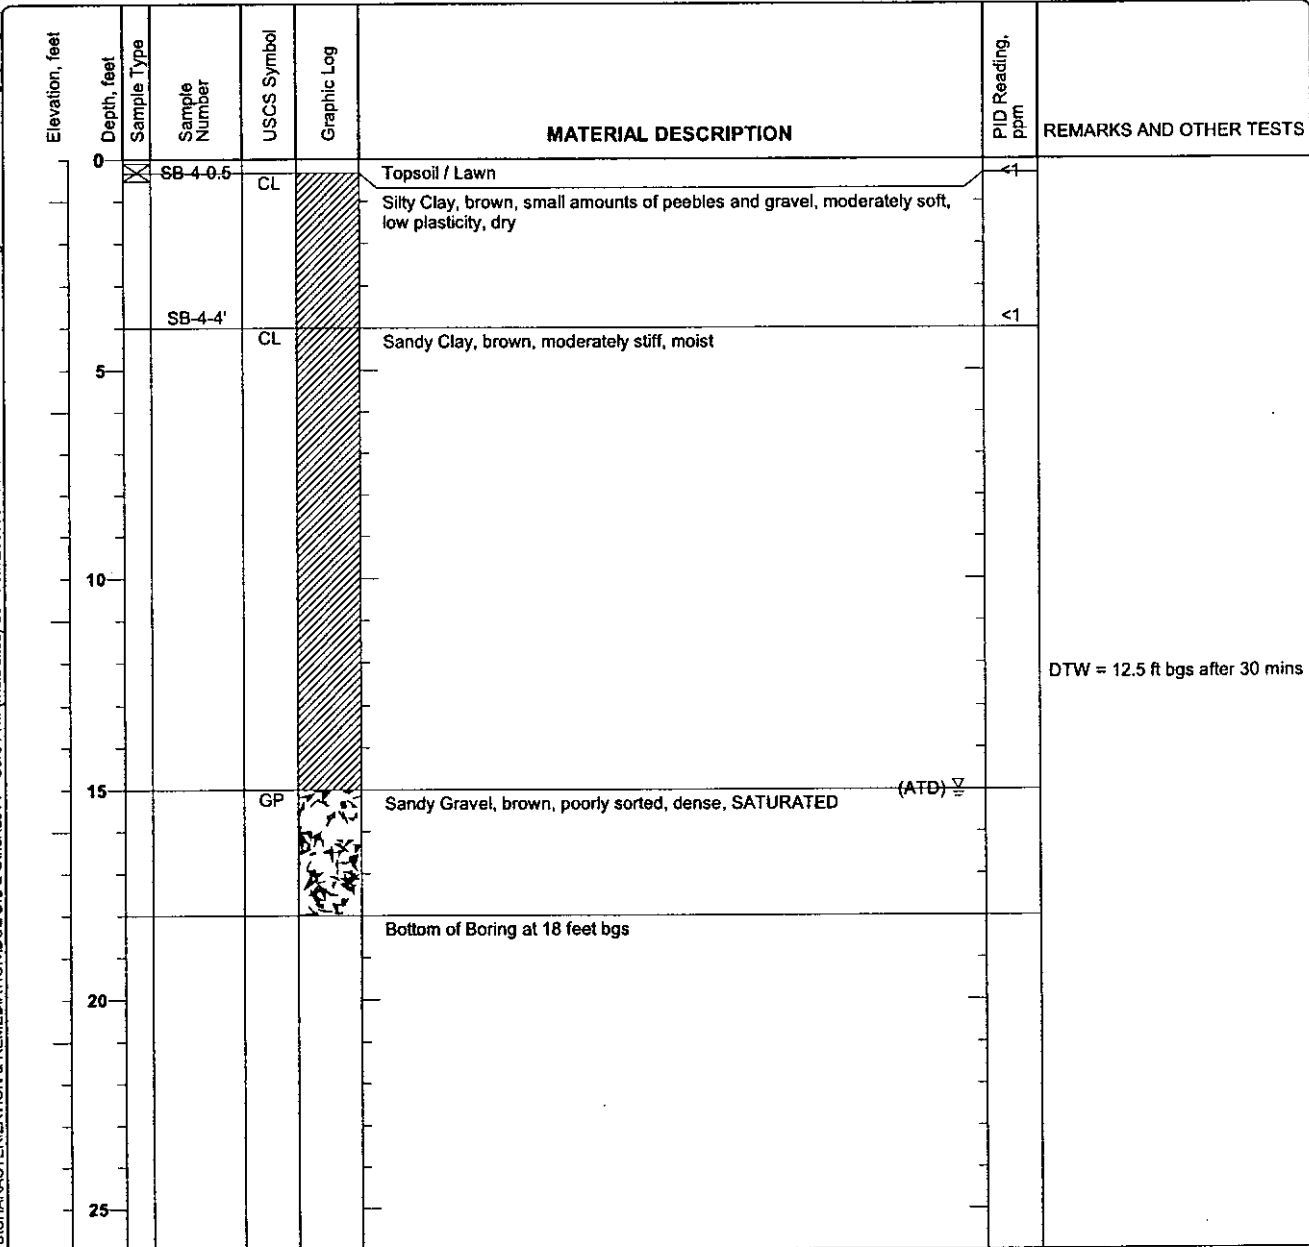 Elevation, feet
Depth, feet
Sample Type
Sample
Number
USCS Symbol
Graphic Log
MATERIAL DESCRIPTION
PID Reading,
ppm
REMARKS AND OTHER TESTS
0
SB-4-0.5
CL
Topsoil / Lawn
<1
Silty Clay, brown, small amounts of peebles and gravel, moderately soft,
low plasticity, dry
SB-4-4'
<1
CL
Sandy Clay, brown, moderately stiff, moist
5
10
DTW = 12.5 ft bgs after 30 mins
15
GP
Sandy Gravel, brown, poorly sorted, dense, SATURATED
(ATD)
Bottom of Boring at 18 feet bgs
20
25